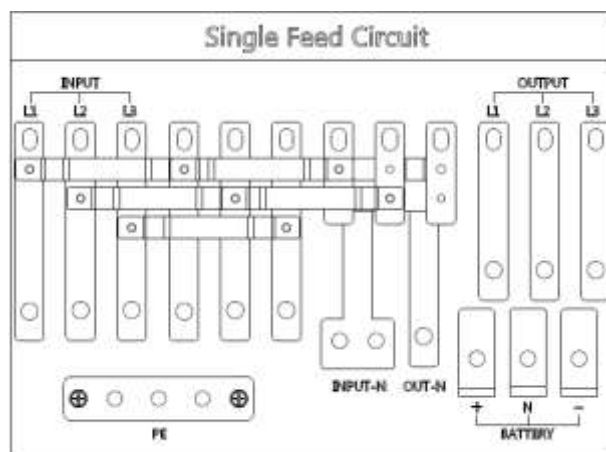 Single Feed Circuit
INPUT
OUTPUT
L1 L2 L3
L1 L2 L3
INPUT-N OUT-N
+ N -
PE
BATTERY